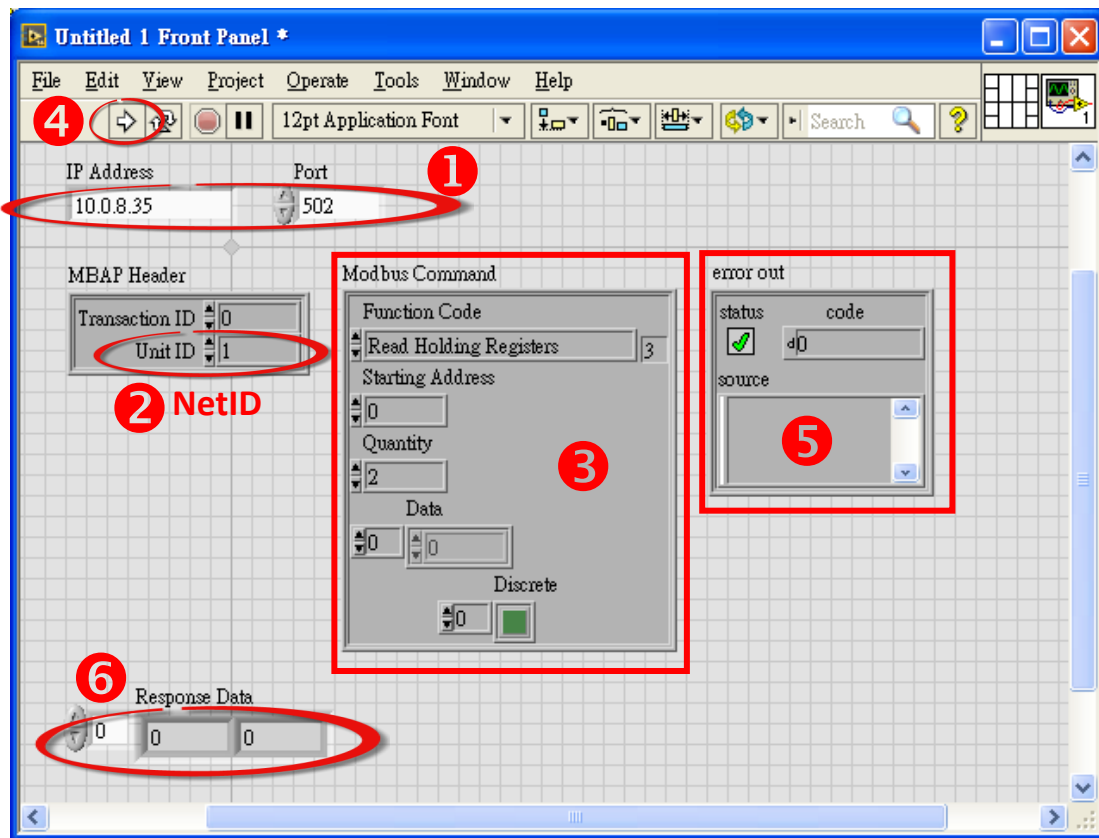 Untitled 1 Front Panel *
File Edit View Project Operate Tools Window Help
4 12pt Application Font Search ? 1
IP Address Port 1
10.0.8.35 502
MBAP Header
Transaction ID 0
Unit ID 1
2 NetID
Modbus Command
Function Code
Read Holding Registers 3
Starting Address
0
Quantity
2
3
Data
0 0
Discrete
0
error out
status code
d0
source
5
6
Response Data
0 0 0